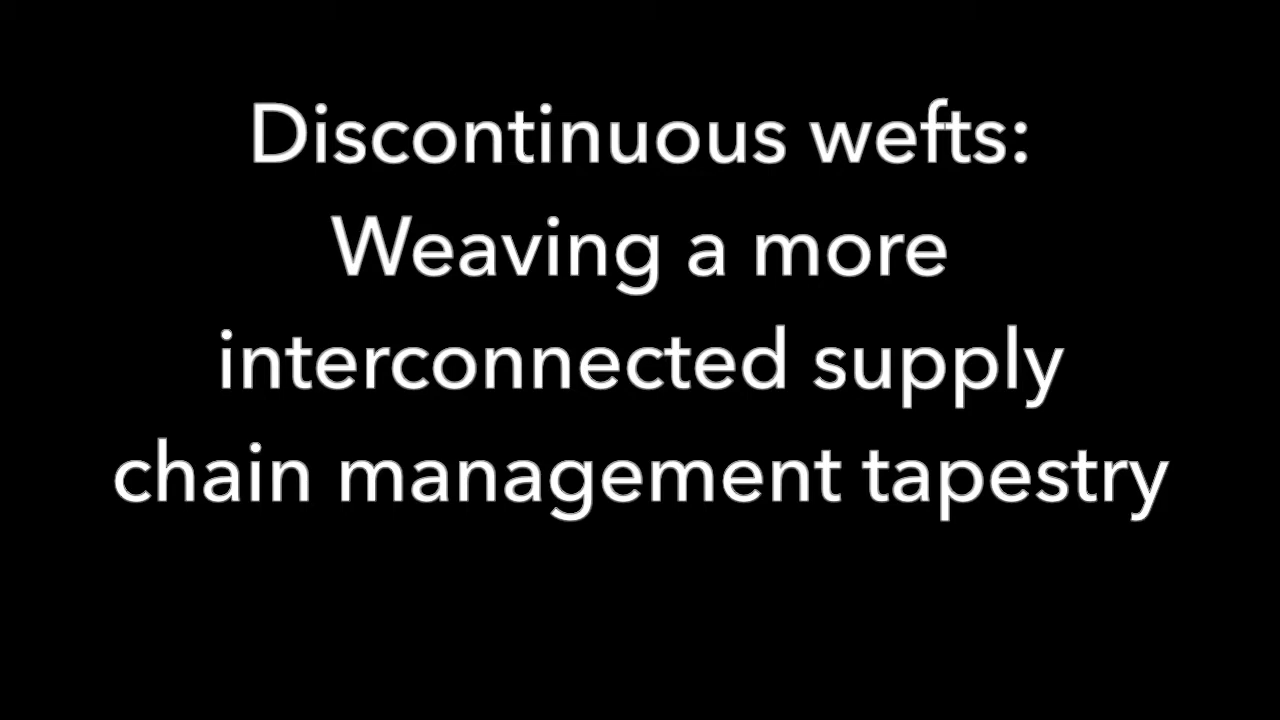 Discontinuous wefts:
Weaving a more
interconnected supply
chain management tapestry